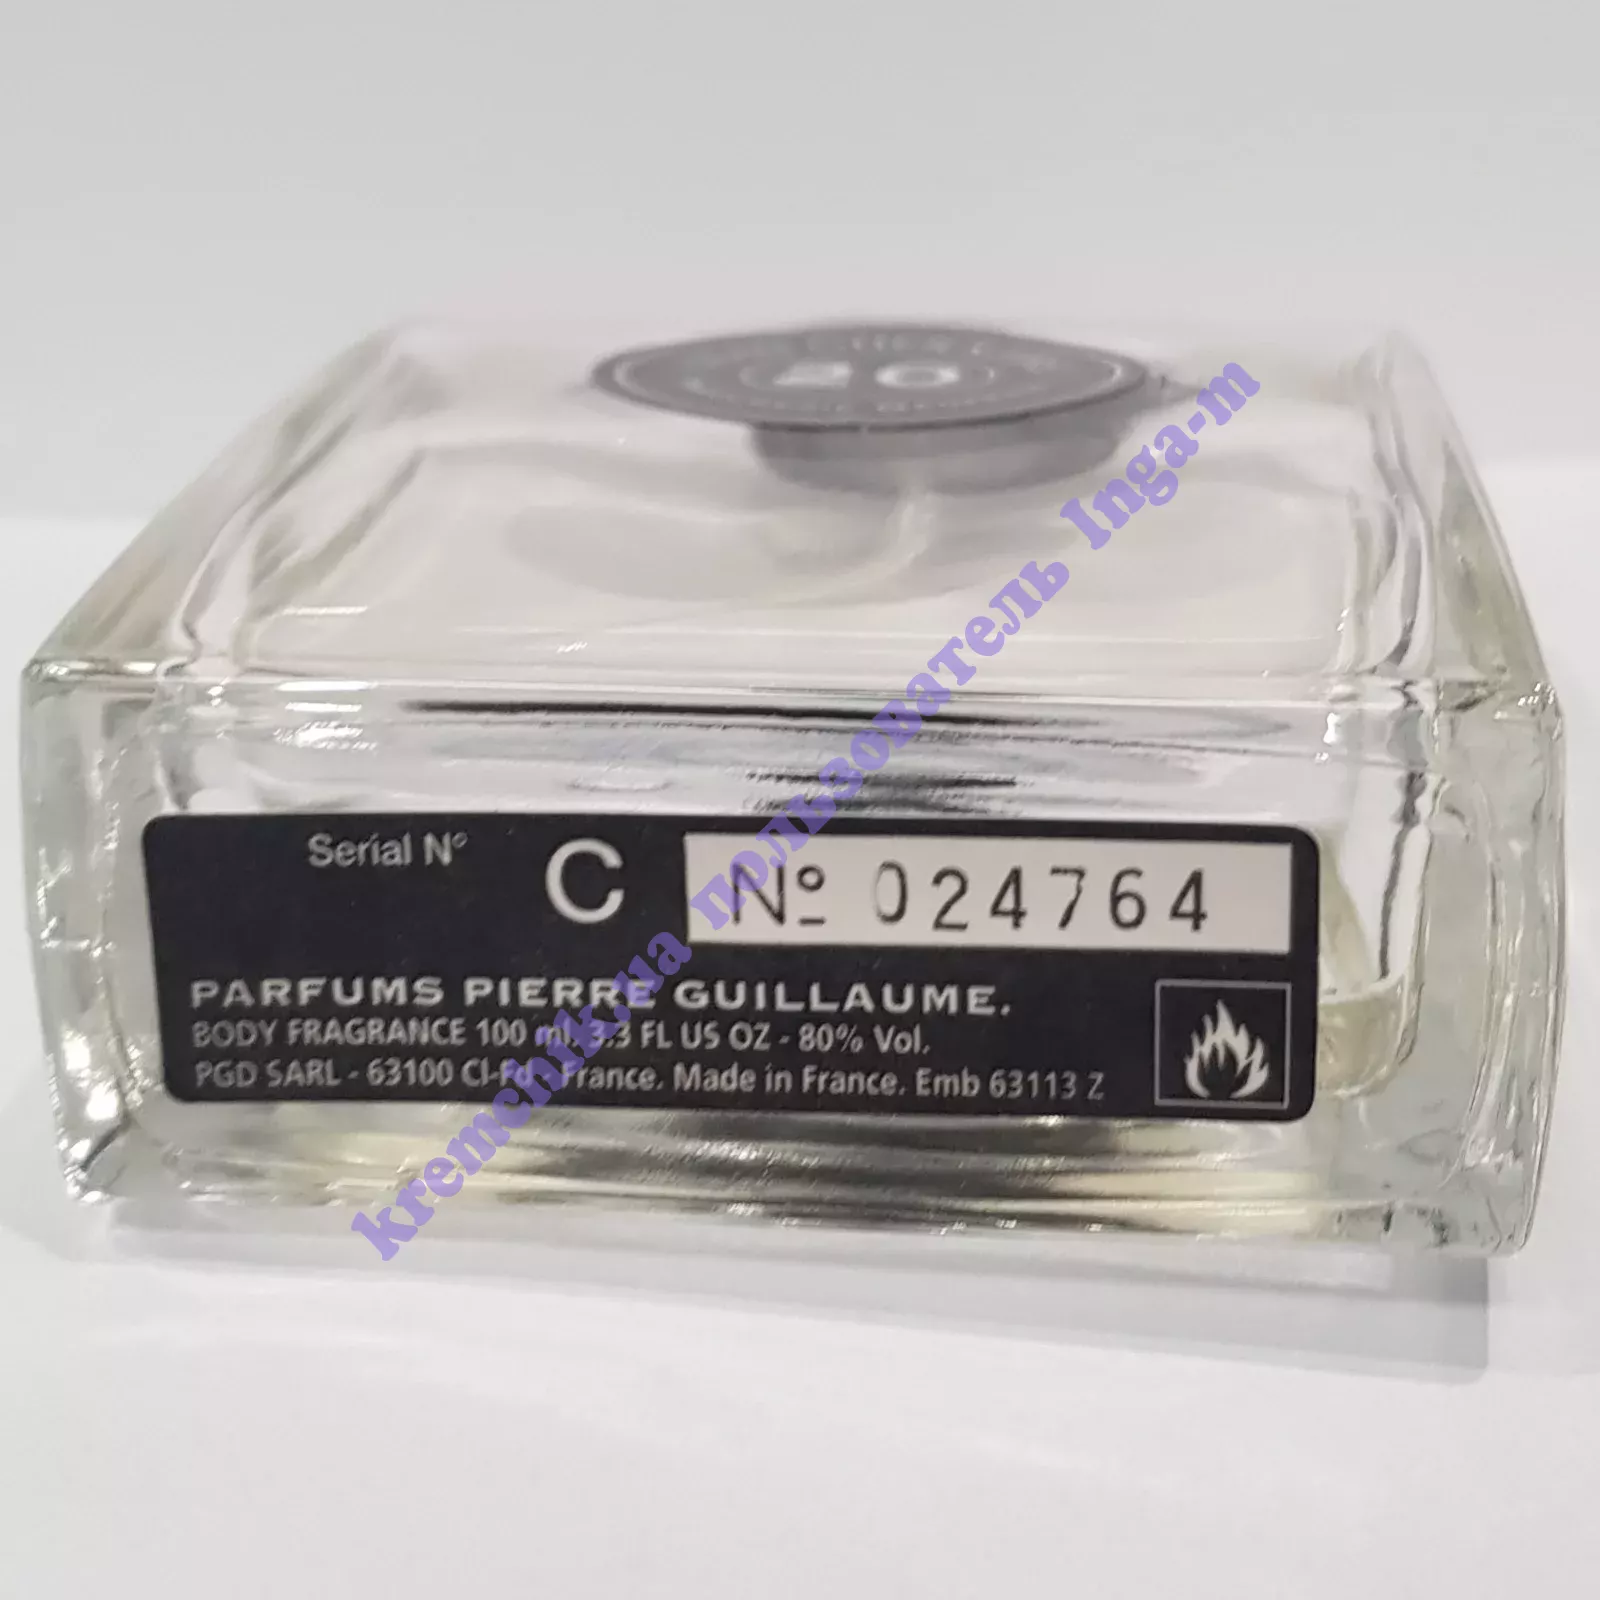 Serial N°
C
Nº 024764
PARFUMS PIERRE GUILLAUME.
BODY FRAGRANCE 100 ml. 3.3 FL US OZ - 80% Vol.
PGD SARL - 63100 Cl-Fd - France. Made in France. Emb 63113 Z
kremchik.ua пользователь Inga-m